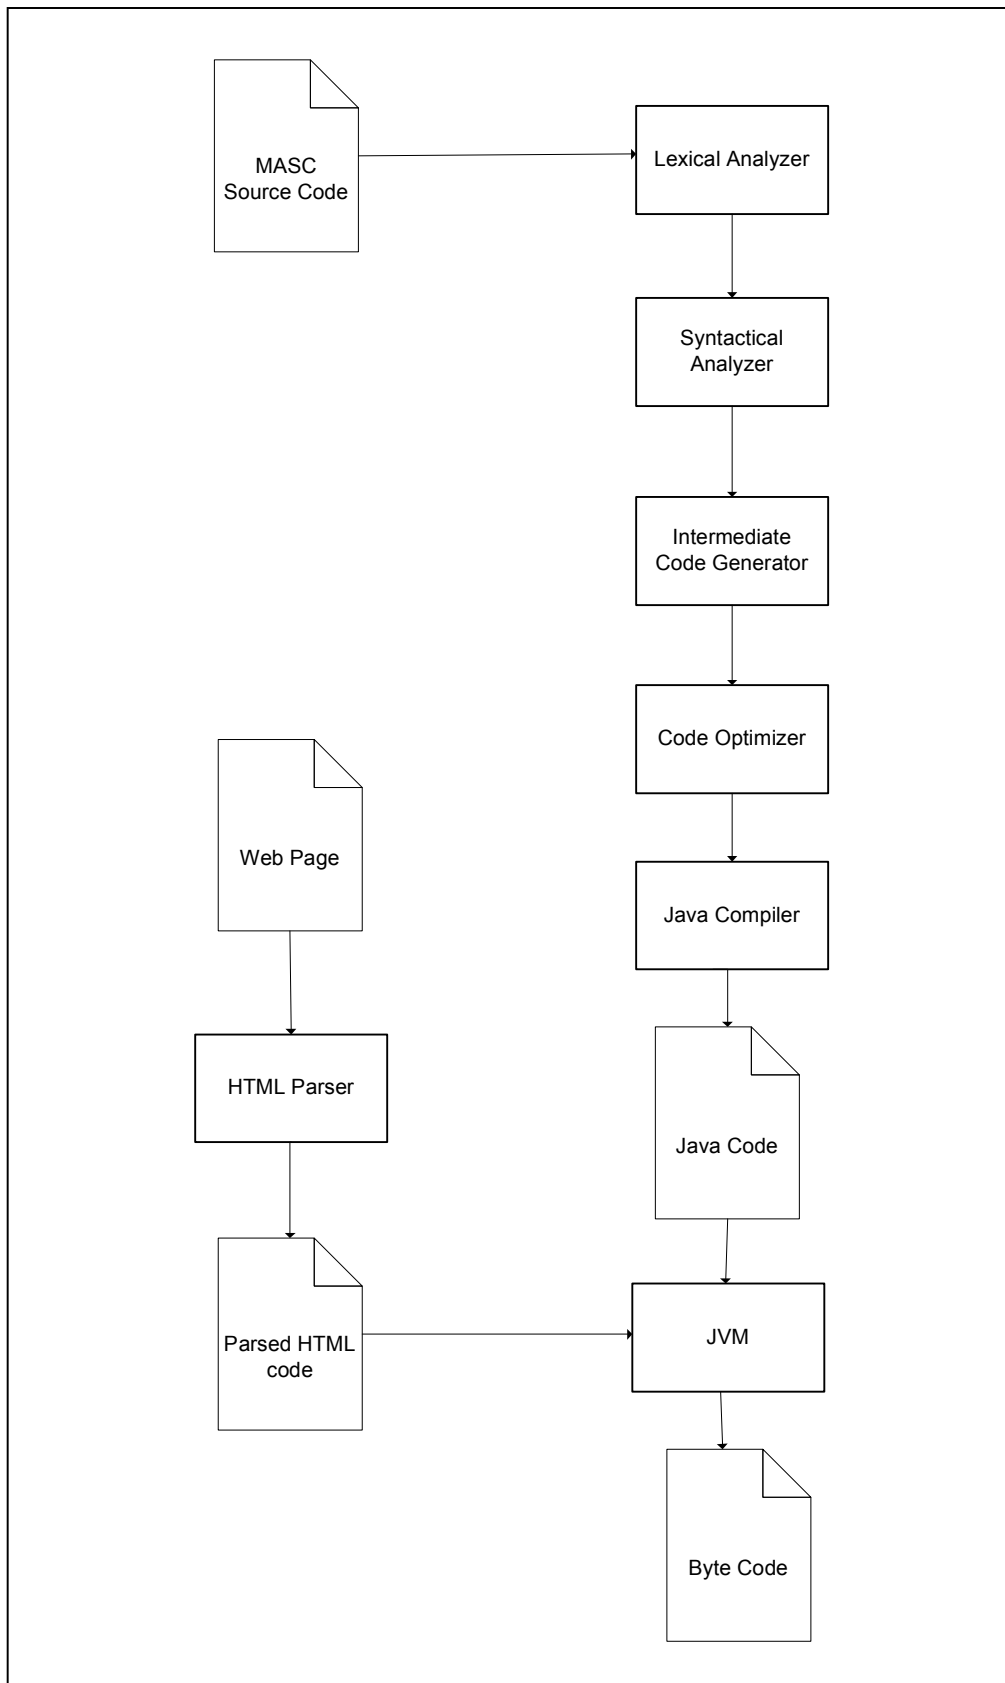 MASC
Source Code
Lexical Analyzer
Syntactical
Analyzer
Intermediate
Code Generator
Code Optimizer
Web Page
Java Compiler
HTML Parser
Java Code
Parsed HTML
code
JVM
Byte Code